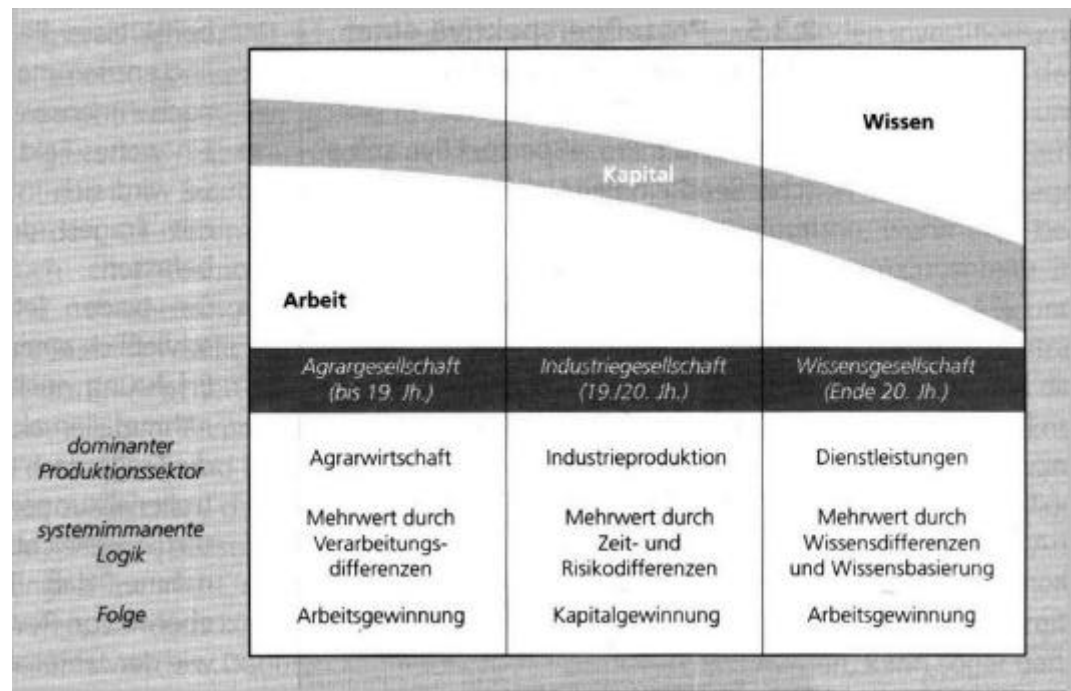 Wissen
Kapital
Arbeit
Agrargesellschaft
(bis 19. Jh.)
Industriegesellschaft
(19./20. Jh.)
Wissensgesellschaft
(Ende 20. Jh.)
dominanter
Produktionssektor
Agrarwirtschaft
Industrieproduktion
Dienstleistungen
systemimmanente
Logik
Mehrwert durch
Verarbeitungs-
differenzen
Mehrwert durch
Zeit- und
Risikodifferenzen
Mehrwert durch
Wissensdifferenzen
und Wissensbasierung
Folge
Arbeitsgewinnung
Kapitalgewinnung
Arbeitsgewinnung